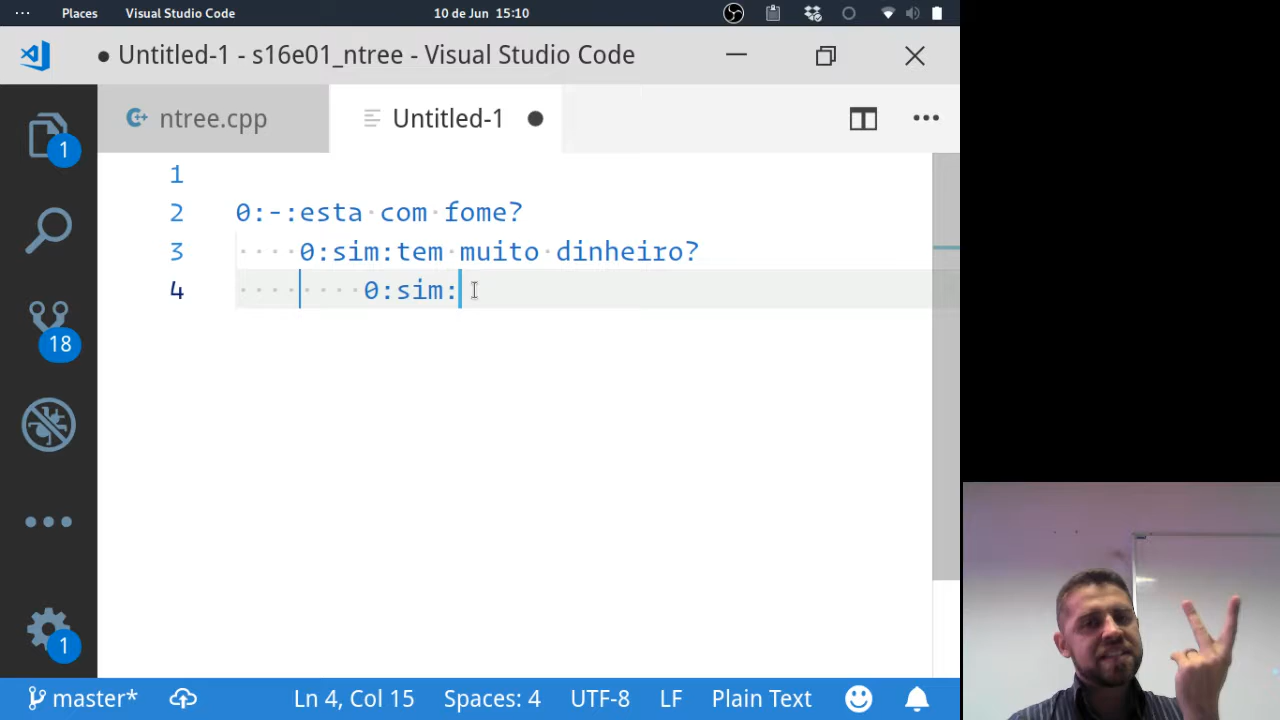 Places Visual Studio Code 10 de Jun 15:10
● Untitled-1 - s16e01_ntree - Visual Studio Code
ntree.cpp Untitled-1
1
2 0:-:esta·com·fome?
3 ····0:sim:tem·muito·dinheiro?
4 ········0:sim:
1
18
1
master* Ln 4, Col 15 Spaces: 4 UTF-8 LF Plain Text